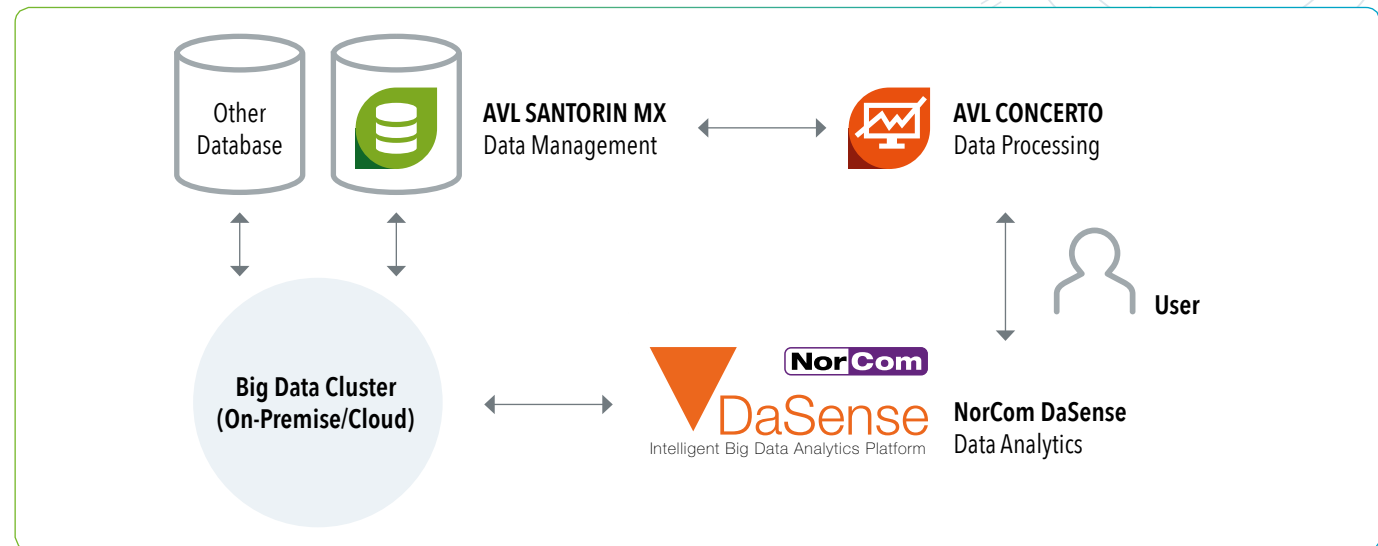 Other
Database
AVL SANTORIN MX
Data Management
AVL CONCERTO
Data Processing
User
Big Data Cluster
(On-Premise/Cloud)
NorCom
DaSense
Intelligent Big Data Analytics Platform
NorCom DaSense
Data Analytics